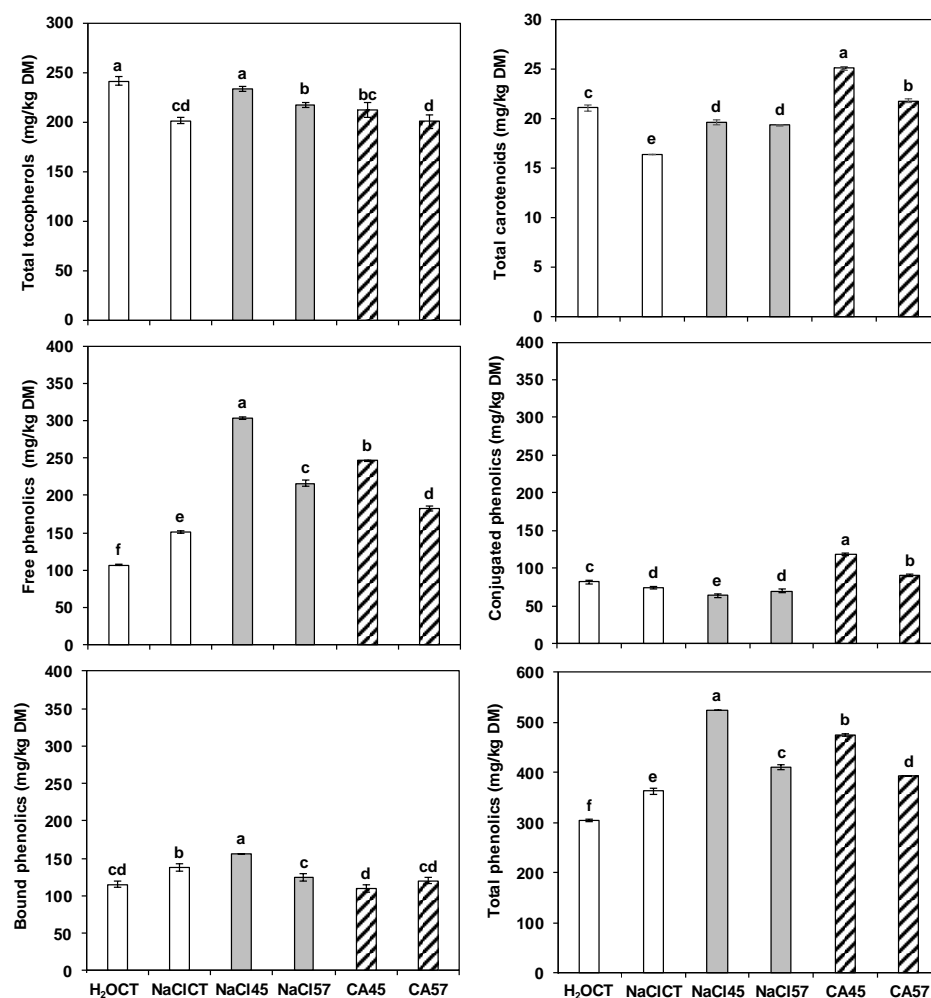 Total tocopherols (mg/kg DM)
300
250
200
150
100
50
0
a
cd
a
b
bc
d
Total carotenoids (mg/kg DM)
30
25
20
15
10
5
0
c
e
d
d
a
b
Free phenolics (mg/kg DM)
400
350
300
250
200
150
100
50
0
f
e
a
c
b
d
Conjugated phenolics (mg/kg DM)
400
350
300
250
200
150
100
50
0
c
d
e
d
a
b
Bound phenolics (mg/kg DM)
400
350
300
250
200
150
100
50
0
cd
b
a
c
d
cd
H₂OCT NaClCT NaCl45 NaCl57 CA45 CA57
Total phenolics (mg/kg DM)
600
500
400
300
200
100
0
f
e
a
c
b
d
H₂OCT NaClCT NaCl45 NaCl57 CA45 CA57